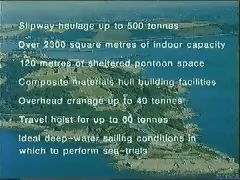 Slipway haulage up to 500 tonnes
Over 2300 square metres of indoor capacity
120 metres of sheltered pontoon space
Composite materials hull building facilities
Overhead cranage up to 40 tonnes
Travel hoist for up to 60 tonnes
Ideal deep-water sailing conditions in
which to perform sea-trials